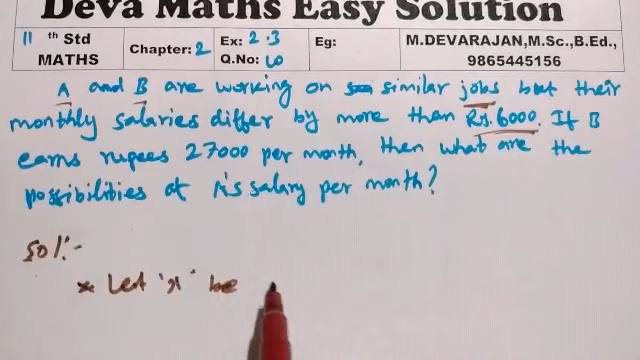 Deva Maths Easy Solution
11 th Std MATHS
Chapter: 2
Ex: 2.3
Q.No: 10
Eg:
M.DEVARAJAN,M.Sc.,B.Ed.,
9865445156
A and B are working on similar jobs but their
monthly salaries differ by more than Rs.6000. If B
earns rupees 27000 per month, then what are the
possibilities of A's salary per month?
Sol:-
* Let 'x' be